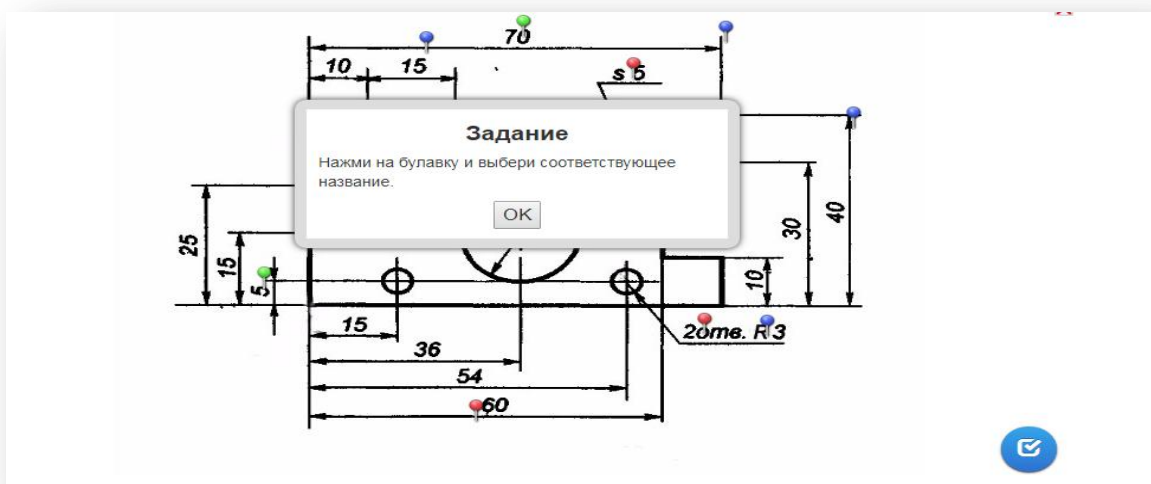 70
10 15
s 5
Задание
Нажми на булавку и выбери соответствующее
название.
OK
25
15
5
10
30
40
15
2отв. R3
36
54
60